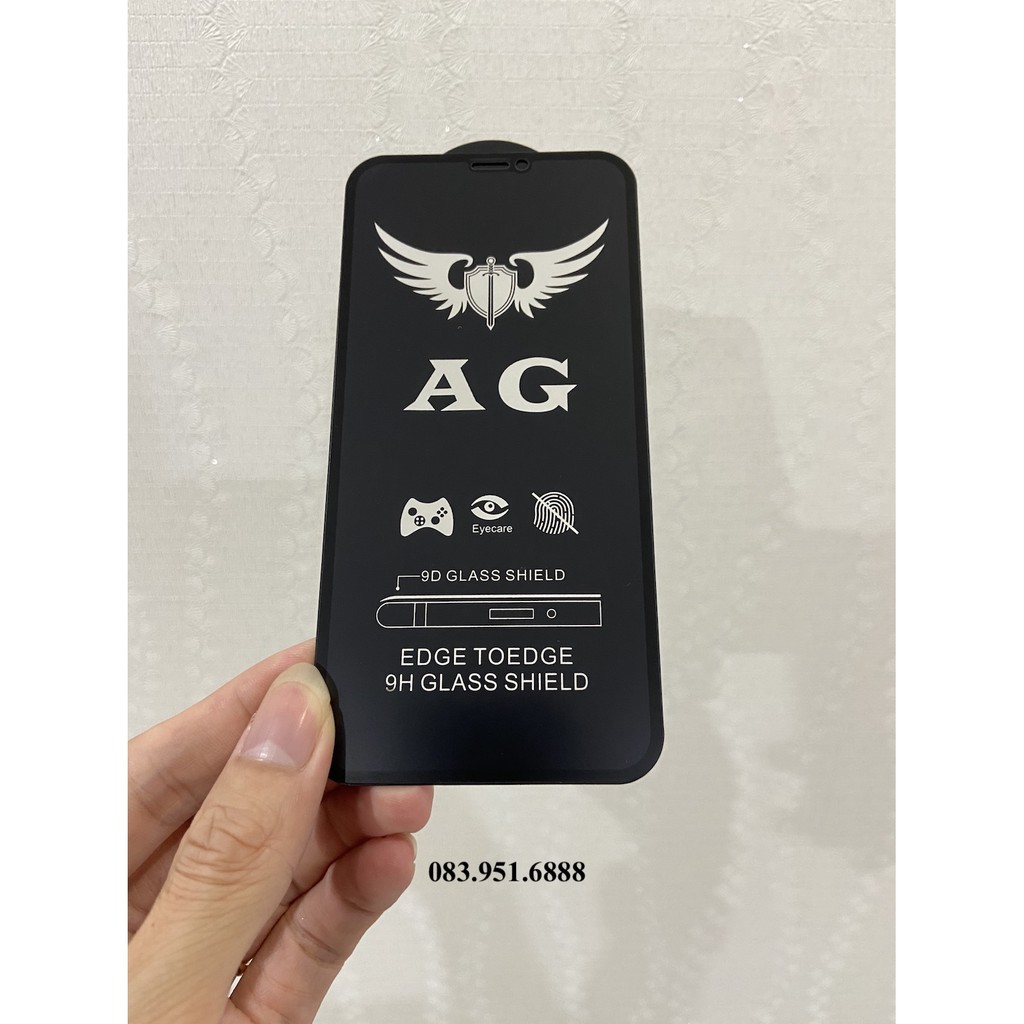 AG
Eyecare
9D GLASS SHIELD
EDGE TOEDGE
9H GLASS SHIELD
083.951.6888